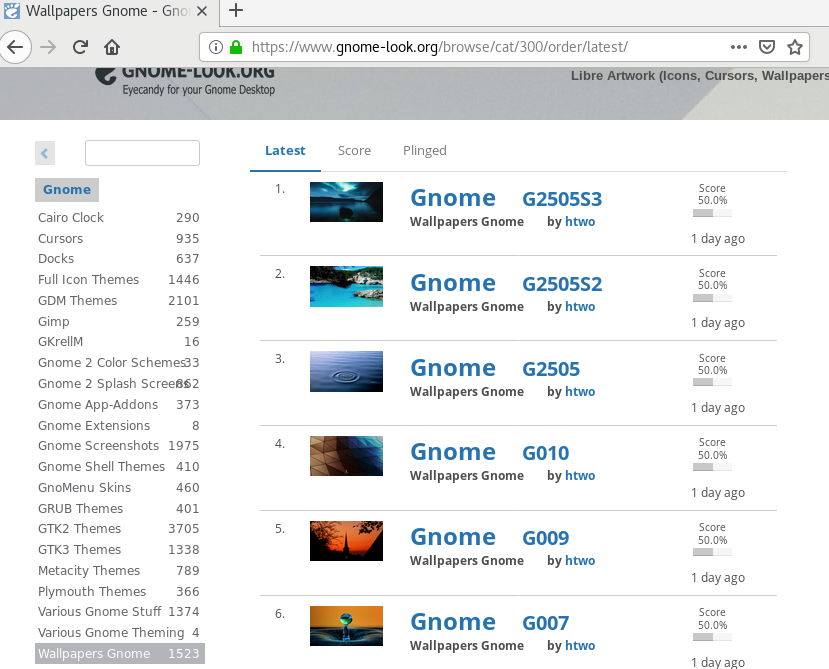 Wallpapers Gnome - Gno
https://www.gnome-look.org/browse/cat/300/order/latest/
GNOME-LOOK.ORG
Eyecandy for your Gnome Desktop
Libre Artwork (Icons, Cursors, Wallpapers
Gnome
Cairo Clock 290
Cursors 935
Docks 637
Full Icon Themes 1446
GDM Themes 2101
Gimp 259
GKrellM 16
Gnome 2 Color Schemes 33
Gnome 2 Splash Screens 862
Gnome App-Addons 373
Gnome Extensions 8
Gnome Screenshots 1975
Gnome Shell Themes 410
GnoMenu Skins 460
GRUB Themes 401
GTK2 Themes 3705
GTK3 Themes 1338
Metacity Themes 789
Plymouth Themes 366
Various Gnome Stuff 1374
Various Gnome Theming 4
Wallpapers Gnome 1523
Latest Score Plinged
1. Gnome G2505S3
Wallpapers Gnome by htwo
Score
50.0%
1 day ago
2. Gnome G2505S2
Wallpapers Gnome by htwo
Score
50.0%
1 day ago
3. Gnome G2505
Wallpapers Gnome by htwo
Score
50.0%
1 day ago
4. Gnome G010
Wallpapers Gnome by htwo
Score
50.0%
1 day ago
5. Gnome G009
Wallpapers Gnome by htwo
Score
50.0%
1 day ago
6. Gnome G007
Wallpapers Gnome by htwo
Score
50.0%
1 day ago